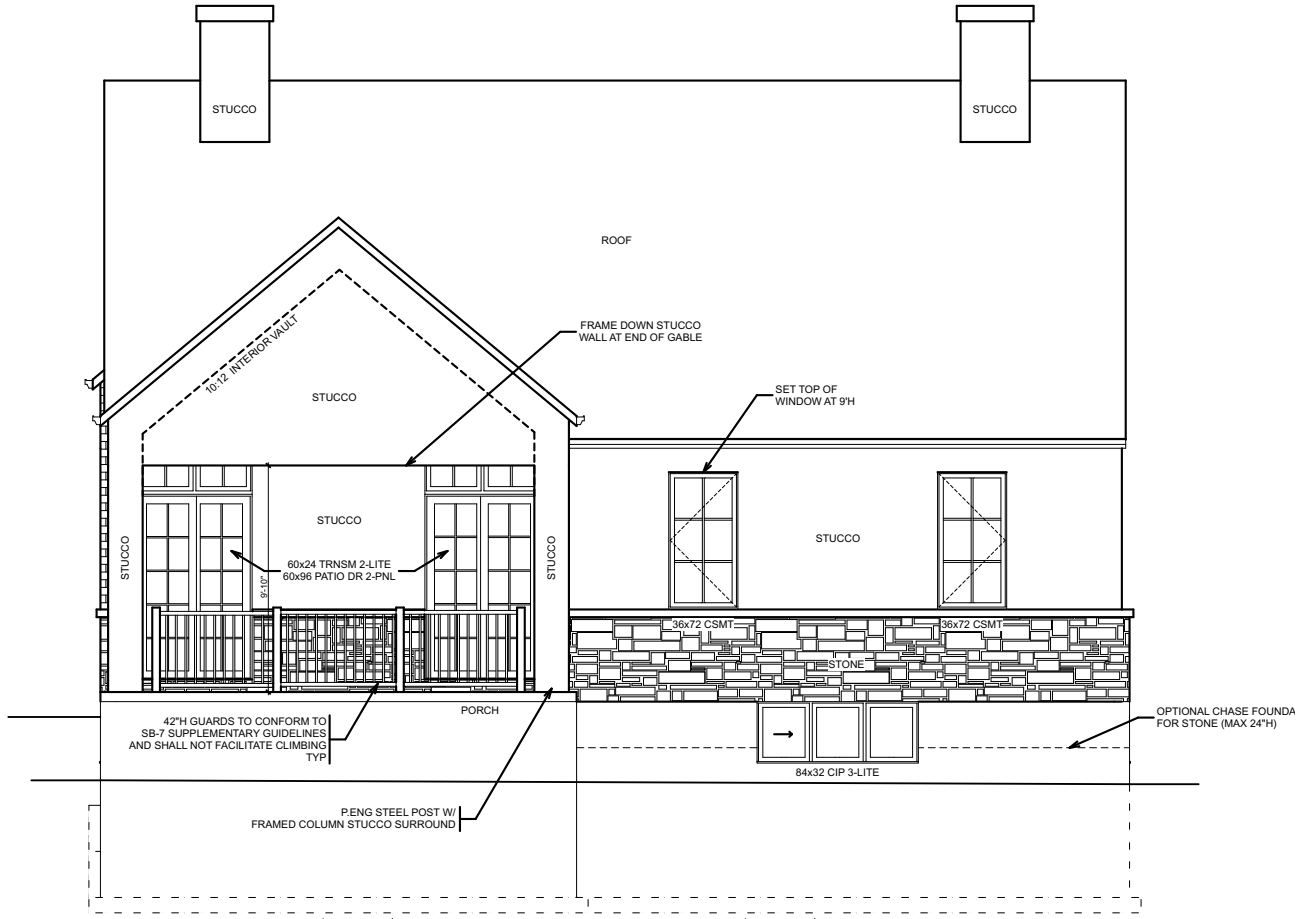 STUCCO
STUCCO
ROOF
10:12 INTERIOR VAULT
FRAME DOWN STUCCO
WALL AT END OF GABLE
STUCCO
SET TOP OF
WINDOW AT 9'H
STUCCO
STUCCO
STUCCO
STUCCO
60x24 TRNSM 2-LITE
60x96 PATIO DR 2-PNL
9'-10"
36x72 CSMT
36x72 CSMT
STONE
PORCH
42"H GUARDS TO CONFORM TO
SB-7 SUPPLEMENTARY GUIDELINES
AND SHALL NOT FACILITATE CLIMBING
TYP
OPTIONAL CHASE FOUNDA
FOR STONE (MAX 24"H)
84x32 CIP 3-LITE
P.ENG STEEL POST W/
FRAMED COLUMN STUCCO SURROUND